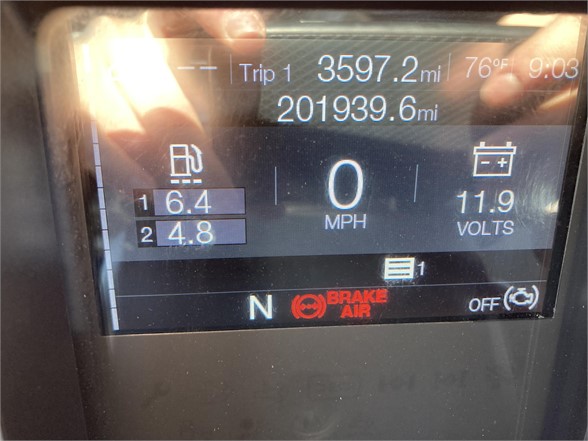 -- Trip 1 3597.2mi 76°F 9:03
201939.6mi
1 6.4
2 4.8
0
MPH
- +
11.9
VOLTS
1
N BRAKE AIR OFF